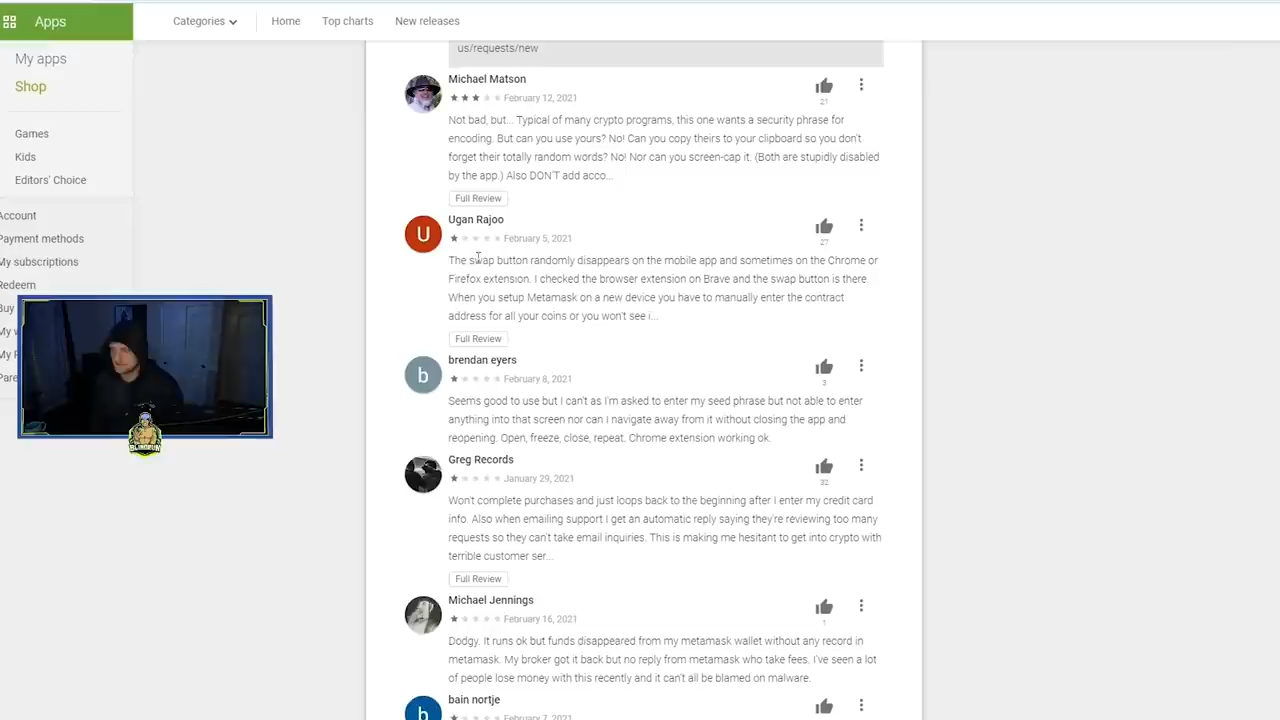 Apps
Categories
Home
Top charts
New releases
My apps
Shop
Games
Kids
Editors' Choice
Account
Payment methods
My subscriptions
Redeem
Buy
My w
My
Pare
BLINGRUN
us/requests/new
Michael Matson
February 12, 2021
21
Not bad, but... Typical of many crypto programs, this one wants a security phrase for
encoding. But can you use yours? No! Can you copy theirs to your clipboard so you don't
forget their totally random words? No! Nor can you screen-cap it. (Both are stupidly disabled
by the app.) Also DON'T add acco...
Full Review
Ugan Rajoo
U
February 5, 2021
27
The swap button randomly disappears on the mobile app and sometimes on the Chrome or
Firefox extension. I checked the browser extension on Brave and the swap button is there.
When you setup Metamask on a new device you have to manually enter the contract
address for all your coins or you won't see i...
Full Review
brendan eyers
b
February 8, 2021
3
Seems good to use but I can't as I'm asked to enter my seed phrase but not able to enter
anything into that screen nor can I navigate away from it without closing the app and
reopening. Open, freeze, close, repeat. Chrome extension working ok.
Greg Records
January 29, 2021
32
Won't complete purchases and just loops back to the beginning after I enter my credit card
info. Also when emailing support I get an automatic reply saying they're reviewing too many
requests so they can't take email inquiries. This is making me hesitant to get into crypto with
terrible customer ser...
Full Review
Michael Jennings
February 16, 2021
1
Dodgy. It runs ok but funds disappeared from my metamask wallet without any record in
metamask. My broker got it back but no reply from metamask who take fees. I've seen a lot
of people lose money with this recently and it can't all be blamed on malware.
bain nortje
b
February 7, 2021